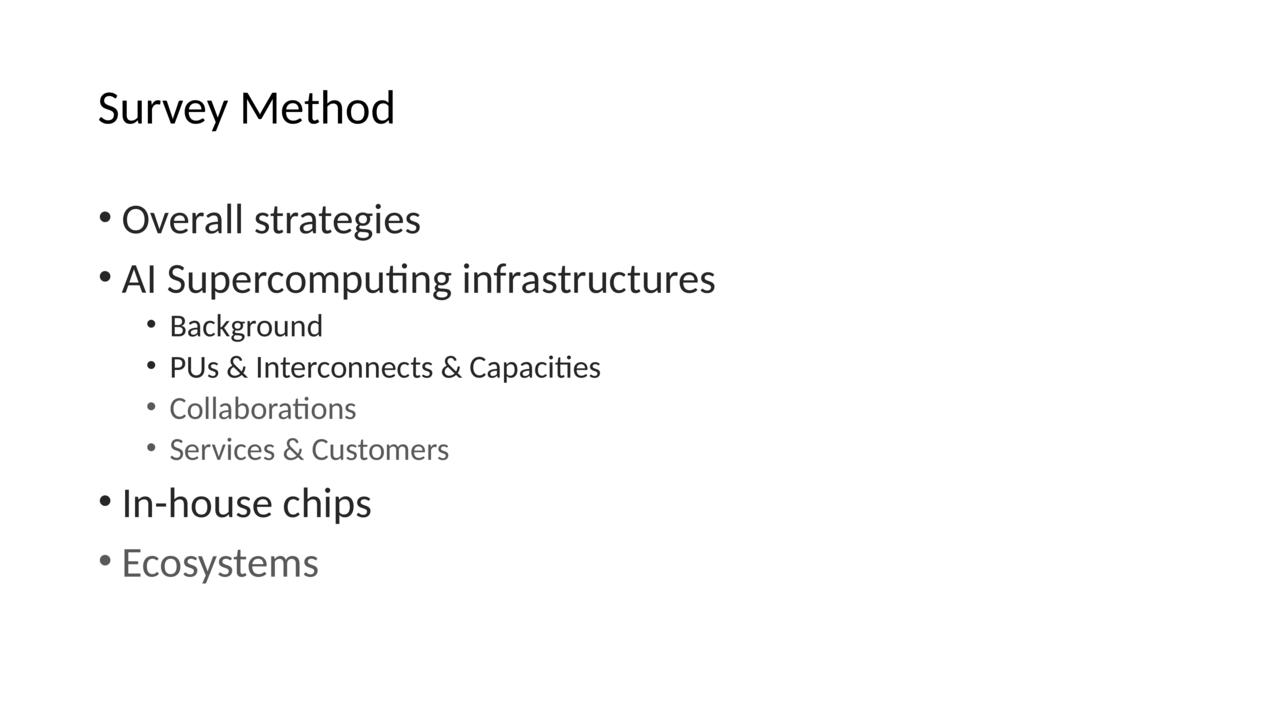 Survey Method
• Overall strategies
• AI Supercomputing infrastructures
• Background
• PUs & Interconnects & Capacities
• Collaborations
• Services & Customers
• In-house chips
• Ecosystems